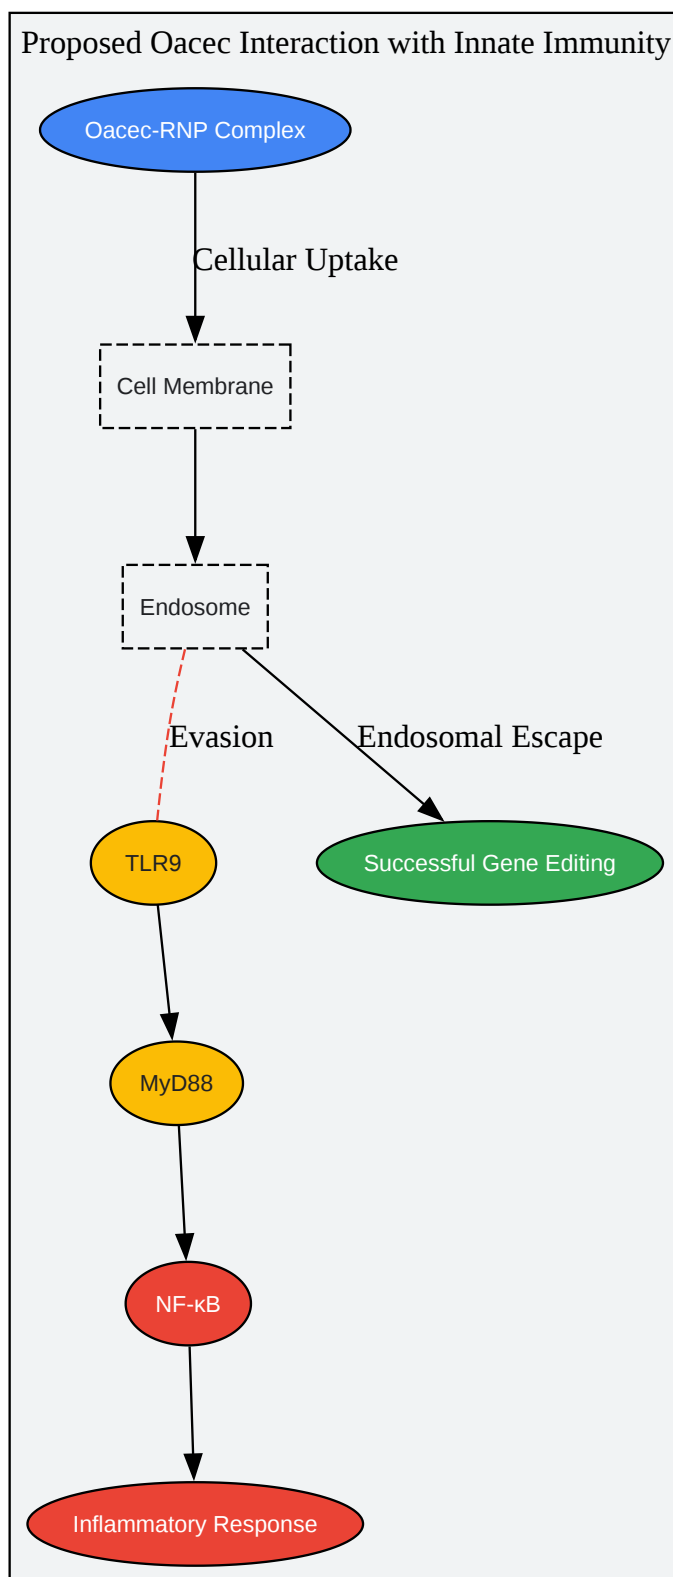 Proposed Oacec Interaction with Innate Immunity
Oacec-RNP Complex
Cellular Uptake
Cell Membrane
Endosome
Evasion
Endosomal Escape
TLR9
Successful Gene Editing
MyD88
NF-κB
Inflammatory Response